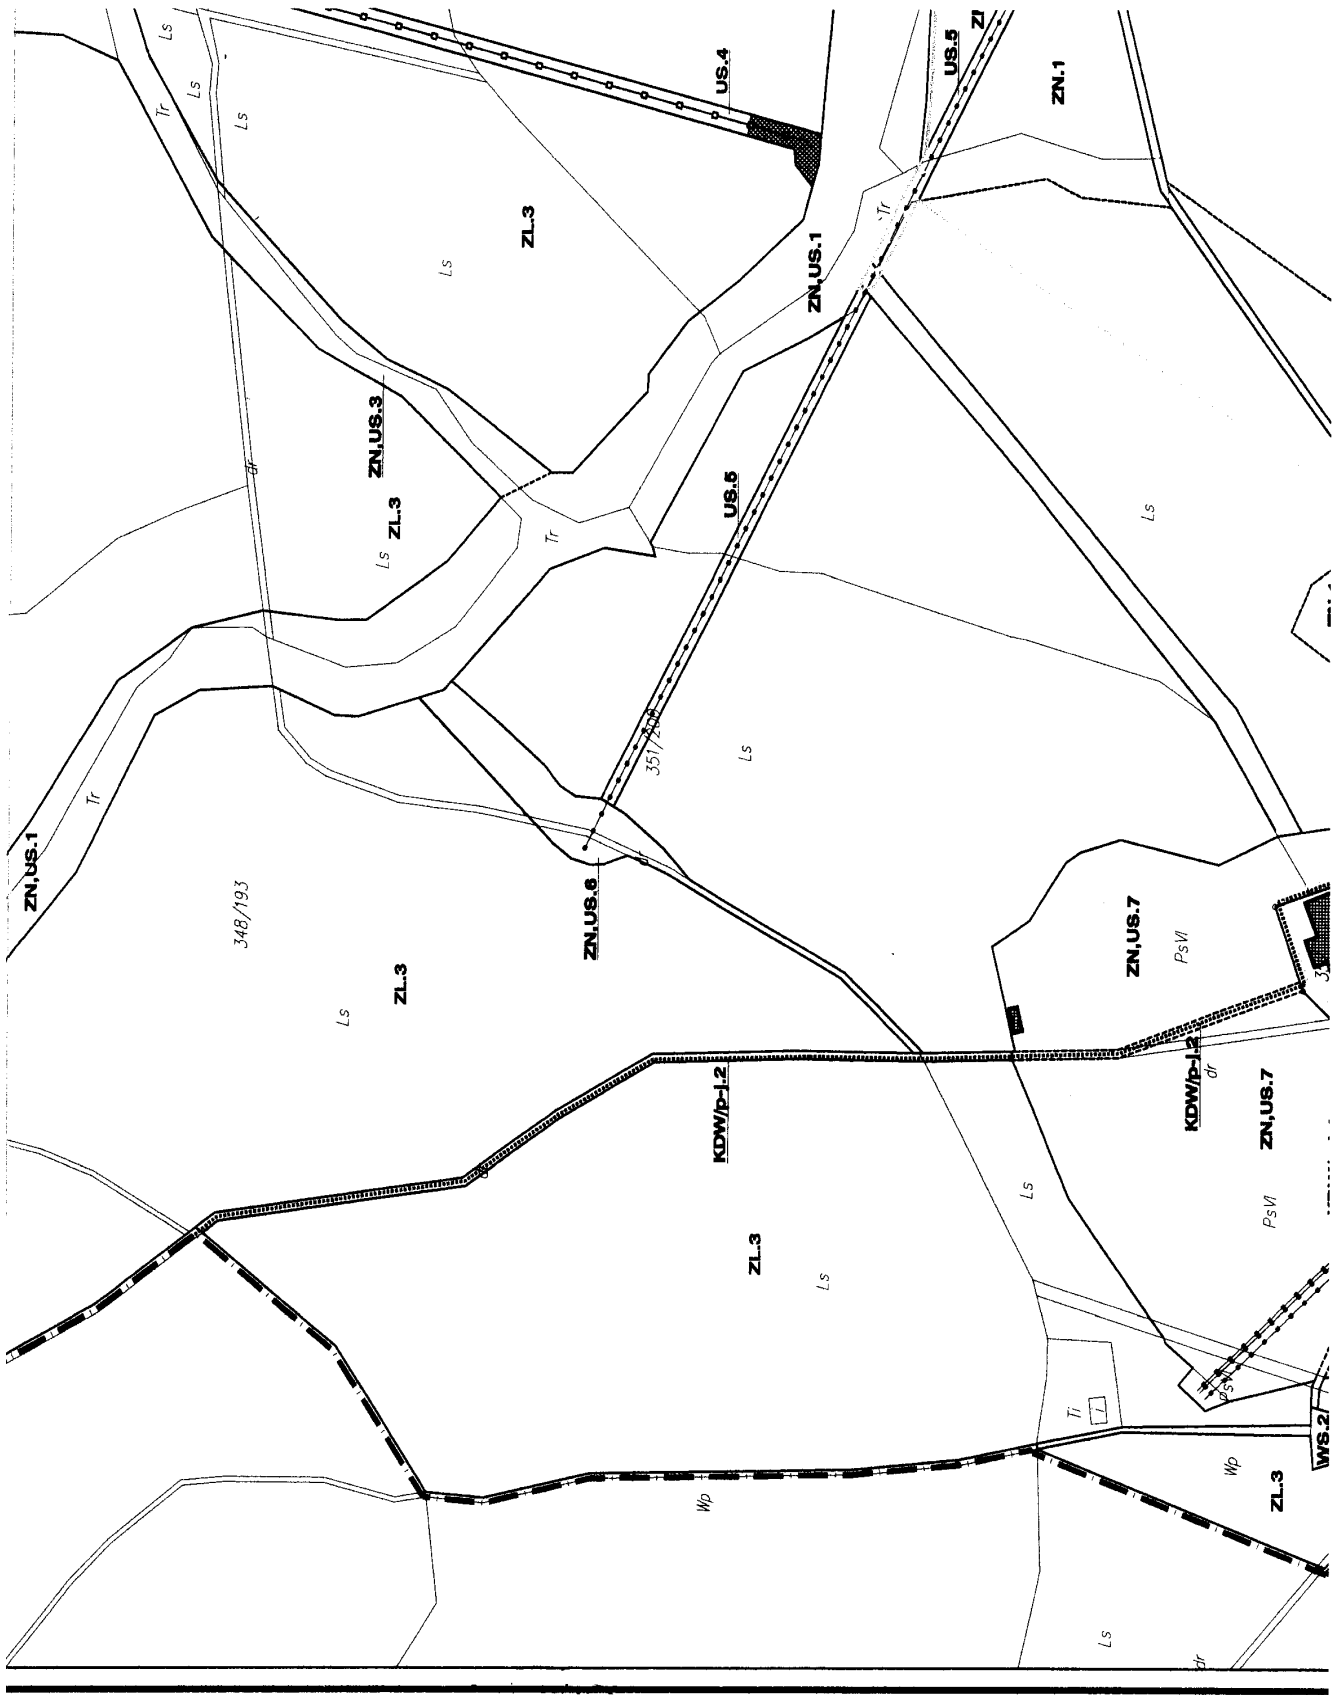 Ls
Ls
Tr
Ls
US.4
US.5
ZN.1
ZL.3
Ls
Tr
ZN,US.1
ZN,US.3
dr
ZL.3
Ls
Tr
US.5
Ls
351/200
Ls
Tr
ZN,US.1
348/193
ZN,US.6
ZL.3
Ls
ZN,US.7
PsVI
KDW/p-j.2
KDW/p-j.2
dr
ZN,US.7
Ls
PsVI
ZL.3
Ls
Ti
i
WS.2
Wp
Wp
ZL.3
Ls
dr